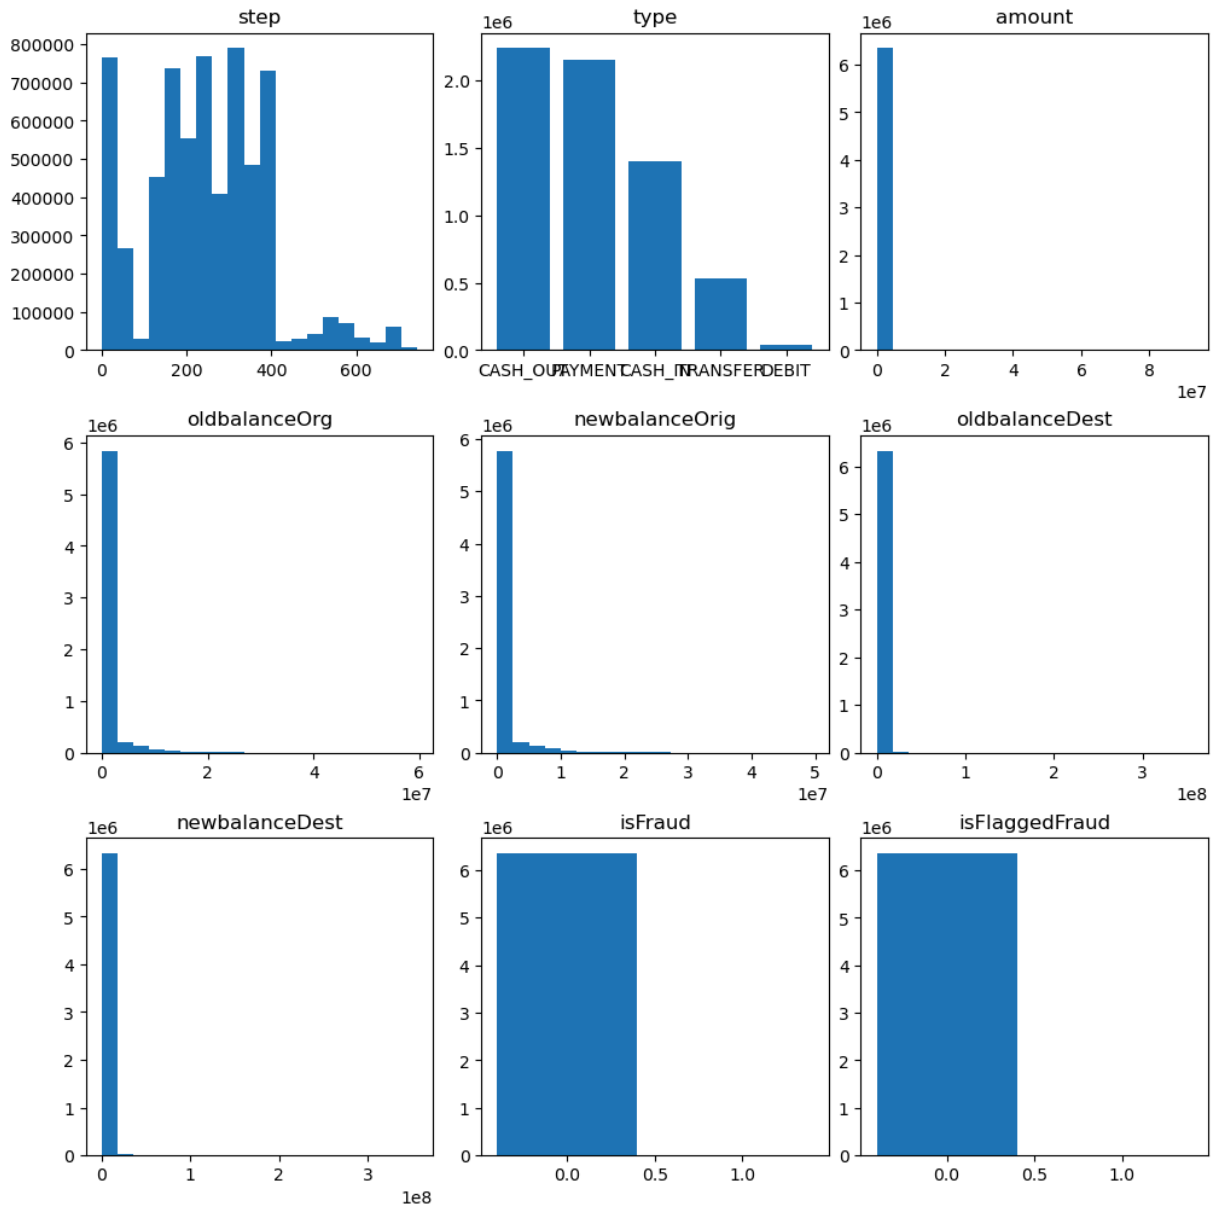 step
800000
700000
600000
500000
400000
300000
200000
100000
0
0 200 400 600
type
1e6
2.0
1.5
1.0
0.5
0.0
CASH_OUT PAYMENT CASH_IN TRANSFER DEBIT
amount
1e6
6
5
4
3
2
1
0
0 2 4 6 8
1e7
oldbalanceOrg
1e6
6
5
4
3
2
1
0
0 2 4 6
1e7
newbalanceOrig
1e6
6
5
4
3
2
1
0
0 1 2 3 4 5
1e7
oldbalanceDest
1e6
6
5
4
3
2
1
0
0 1 2 3
1e8
newbalanceDest
1e6
6
5
4
3
2
1
0
0 1 2 3
1e8
isFraud
1e6
6
5
4
3
2
1
0
0.0 0.5 1.0
isFlaggedFraud
1e6
6
5
4
3
2
1
0
0.0 0.5 1.0